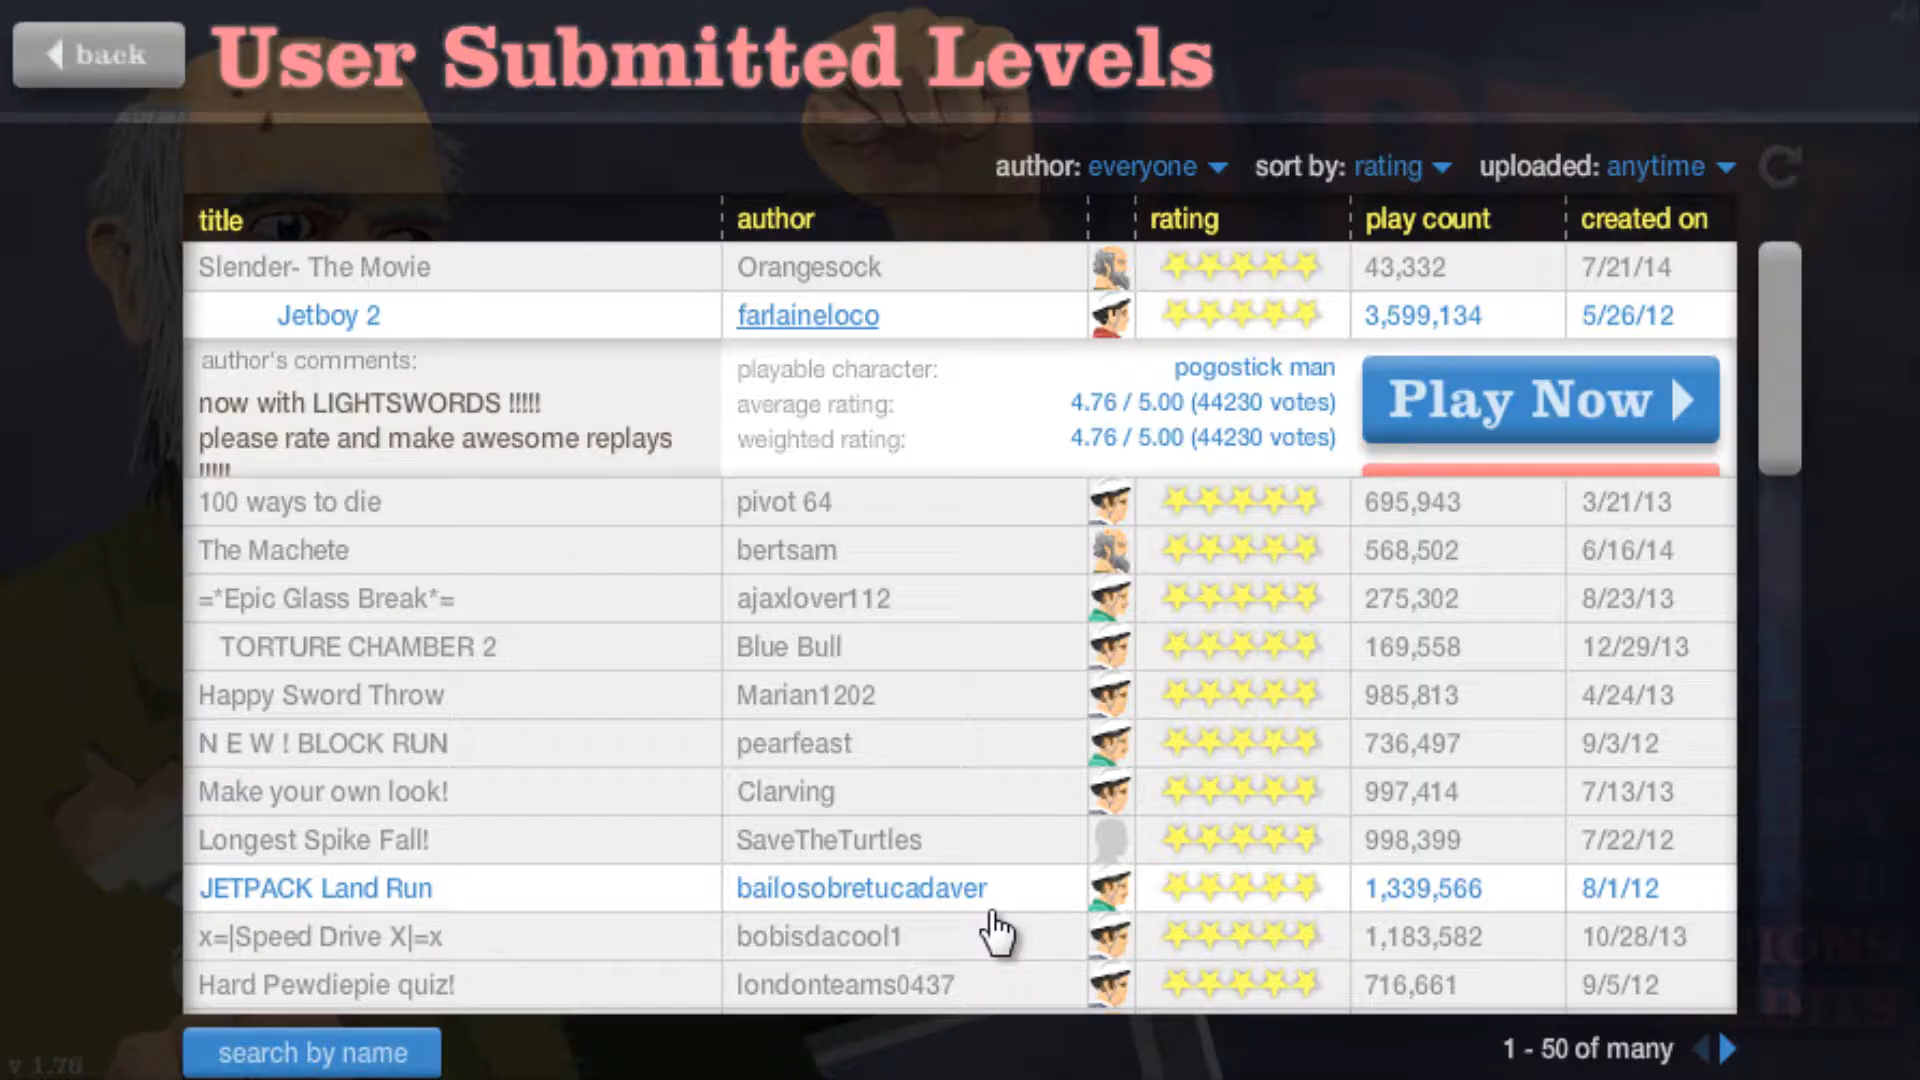 back
User Submitted Levels
author: everyone sort by: rating uploaded: anytime
title author rating play count created on
Slender- The Movie Orangesock 43,332 7/21/14
Jetboy 2 farlaineloco 3,599,134 5/26/12
author's comments:
now with LIGHTSWORDS !!!!!
please rate and make awesome replays
!!!!!
playable character: pogostick man
average rating: 4.76 / 5.00 (44230 votes)
weighted rating: 4.76 / 5.00 (44230 votes)
Play Now
100 ways to die pivot 64 695,943 3/21/13
The Machete bertsam 568,502 6/16/14
=*Epic Glass Break*= ajaxlover112 275,302 8/23/13
TORTURE CHAMBER 2 Blue Bull 169,558 12/29/13
Happy Sword Throw Marian1202 985,813 4/24/13
N E W ! BLOCK RUN pearfeast 736,497 9/3/12
Make your own look! Clarving 997,414 7/13/13
Longest Spike Fall! SaveTheTurtles 998,399 7/22/12
JETPACK Land Run bailosobretucadaver 1,339,566 8/1/12
x=|Speed Drive X|=x bobisdacool1 1,183,582 10/28/13
Hard Pewdiepie quiz! londonteams0437 716,661 9/5/12
search by name
1 - 50 of many
v 1.76